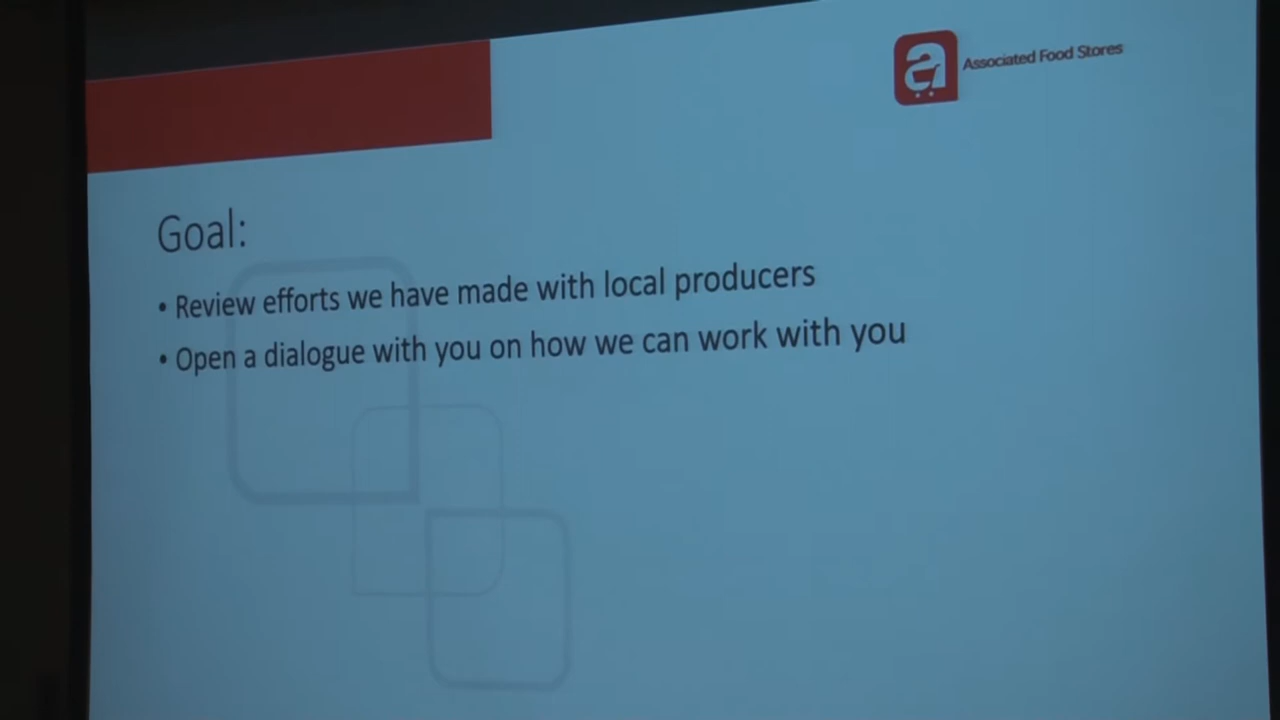 Associated Food Stores
Goal:
• Review efforts we have made with local producers
• Open a dialogue with you on how we can work with you